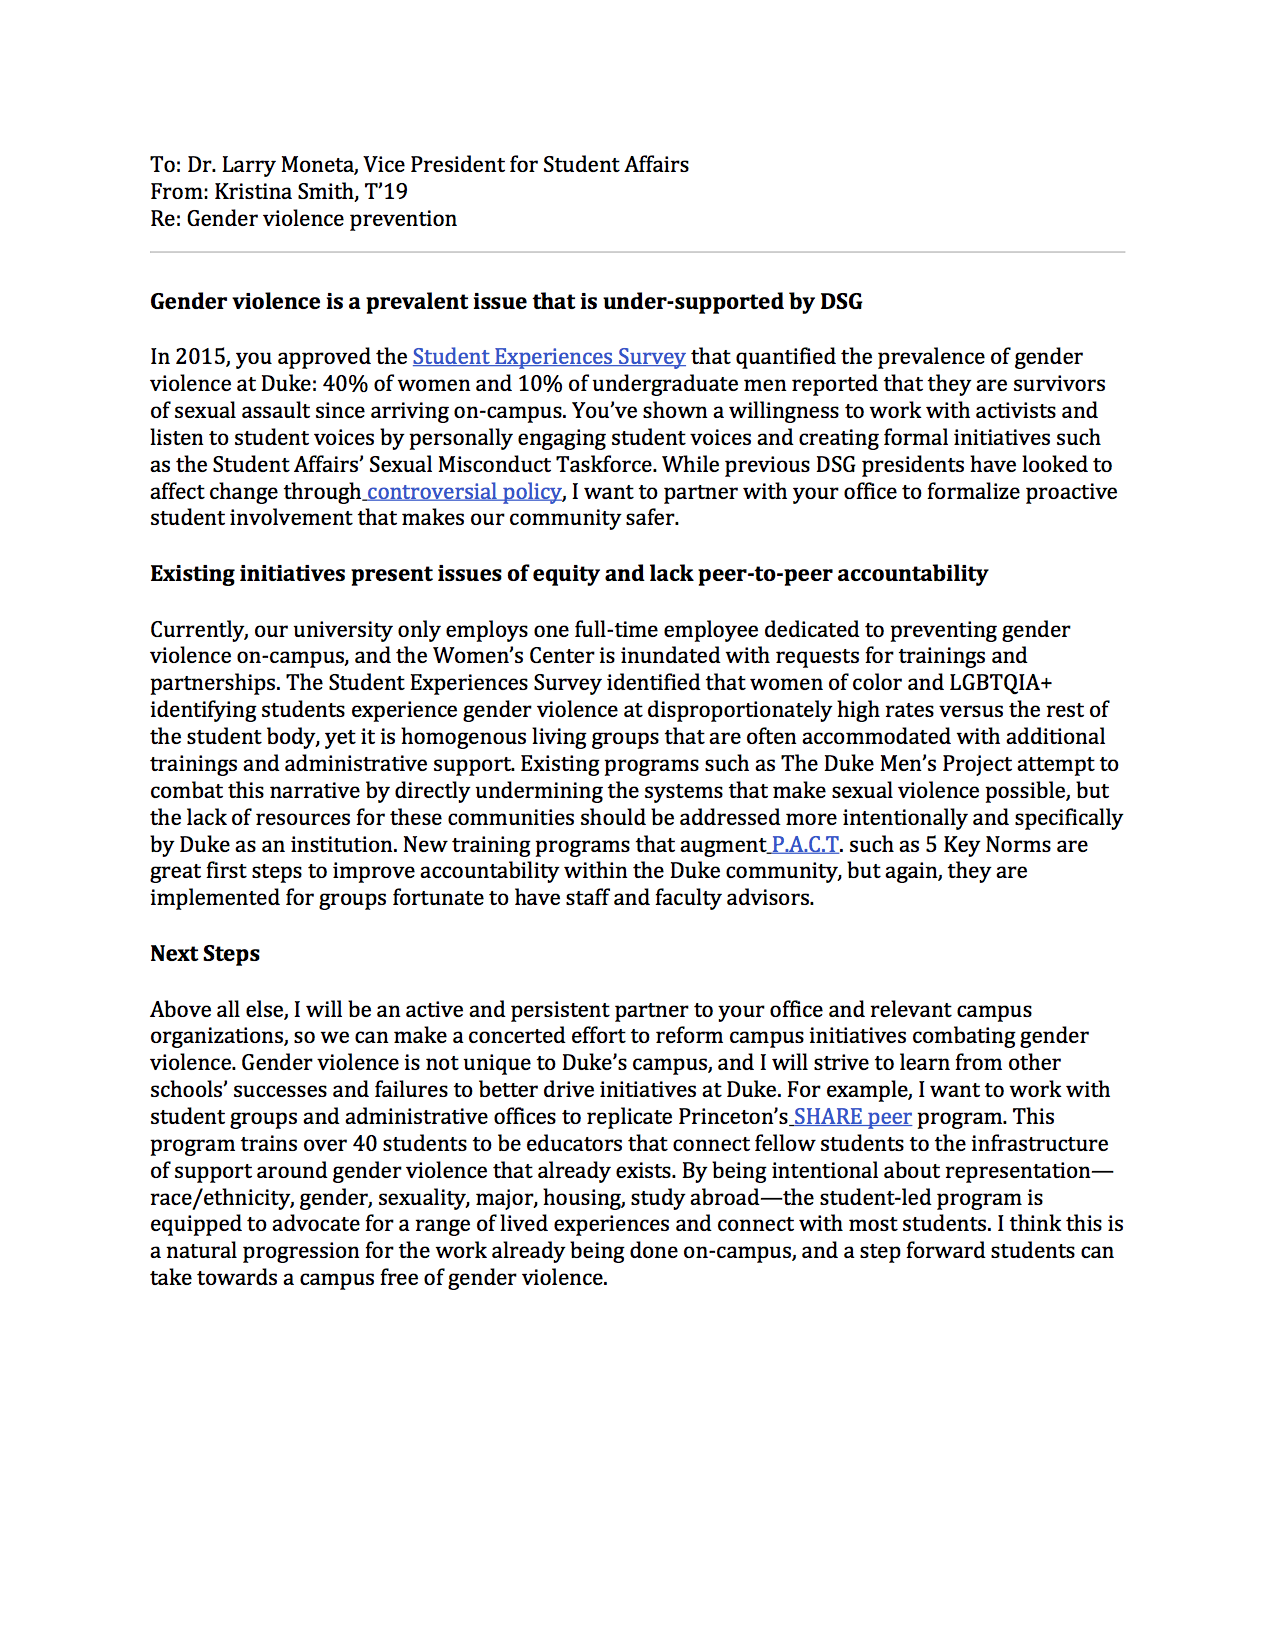 To: Dr. Larry Moneta, Vice President for Student Affairs
From: Kristina Smith, T’19
Re: Gender violence prevention
Gender violence is a prevalent issue that is under-supported by DSG
In 2015, you approved the Student Experiences Survey that quantified the prevalence of gender
violence at Duke: 40% of women and 10% of undergraduate men reported that they are survivors
of sexual assault since arriving on-campus. You’ve shown a willingness to work with activists and
listen to student voices by personally engaging student voices and creating formal initiatives such
as the Student Affairs’ Sexual Misconduct Taskforce. While previous DSG presidents have looked to
affect change through controversial policy, I want to partner with your office to formalize proactive
student involvement that makes our community safer.
Existing initiatives present issues of equity and lack peer-to-peer accountability
Currently, our university only employs one full-time employee dedicated to preventing gender
violence on-campus, and the Women’s Center is inundated with requests for trainings and
partnerships. The Student Experiences Survey identified that women of color and LGBTQIA+
identifying students experience gender violence at disproportionately high rates versus the rest of
the student body, yet it is homogenous living groups that are often accommodated with additional
trainings and administrative support. Existing programs such as The Duke Men’s Project attempt to
combat this narrative by directly undermining the systems that make sexual violence possible, but
the lack of resources for these communities should be addressed more intentionally and specifically
by Duke as an institution. New training programs that augment P.A.C.T. such as 5 Key Norms are
great first steps to improve accountability within the Duke community, but again, they are
implemented for groups fortunate to have staff and faculty advisors.
Next Steps
Above all else, I will be an active and persistent partner to your office and relevant campus
organizations, so we can make a concerted effort to reform campus initiatives combating gender
violence. Gender violence is not unique to Duke’s campus, and I will strive to learn from other
schools’ successes and failures to better drive initiatives at Duke. For example, I want to work with
student groups and administrative offices to replicate Princeton’s SHARE peer program. This
program trains over 40 students to be educators that connect fellow students to the infrastructure
of support around gender violence that already exists. By being intentional about representation—
race/ethnicity, gender, sexuality, major, housing, study abroad—the student-led program is
equipped to advocate for a range of lived experiences and connect with most students. I think this is
a natural progression for the work already being done on-campus, and a step forward students can
take towards a campus free of gender violence.